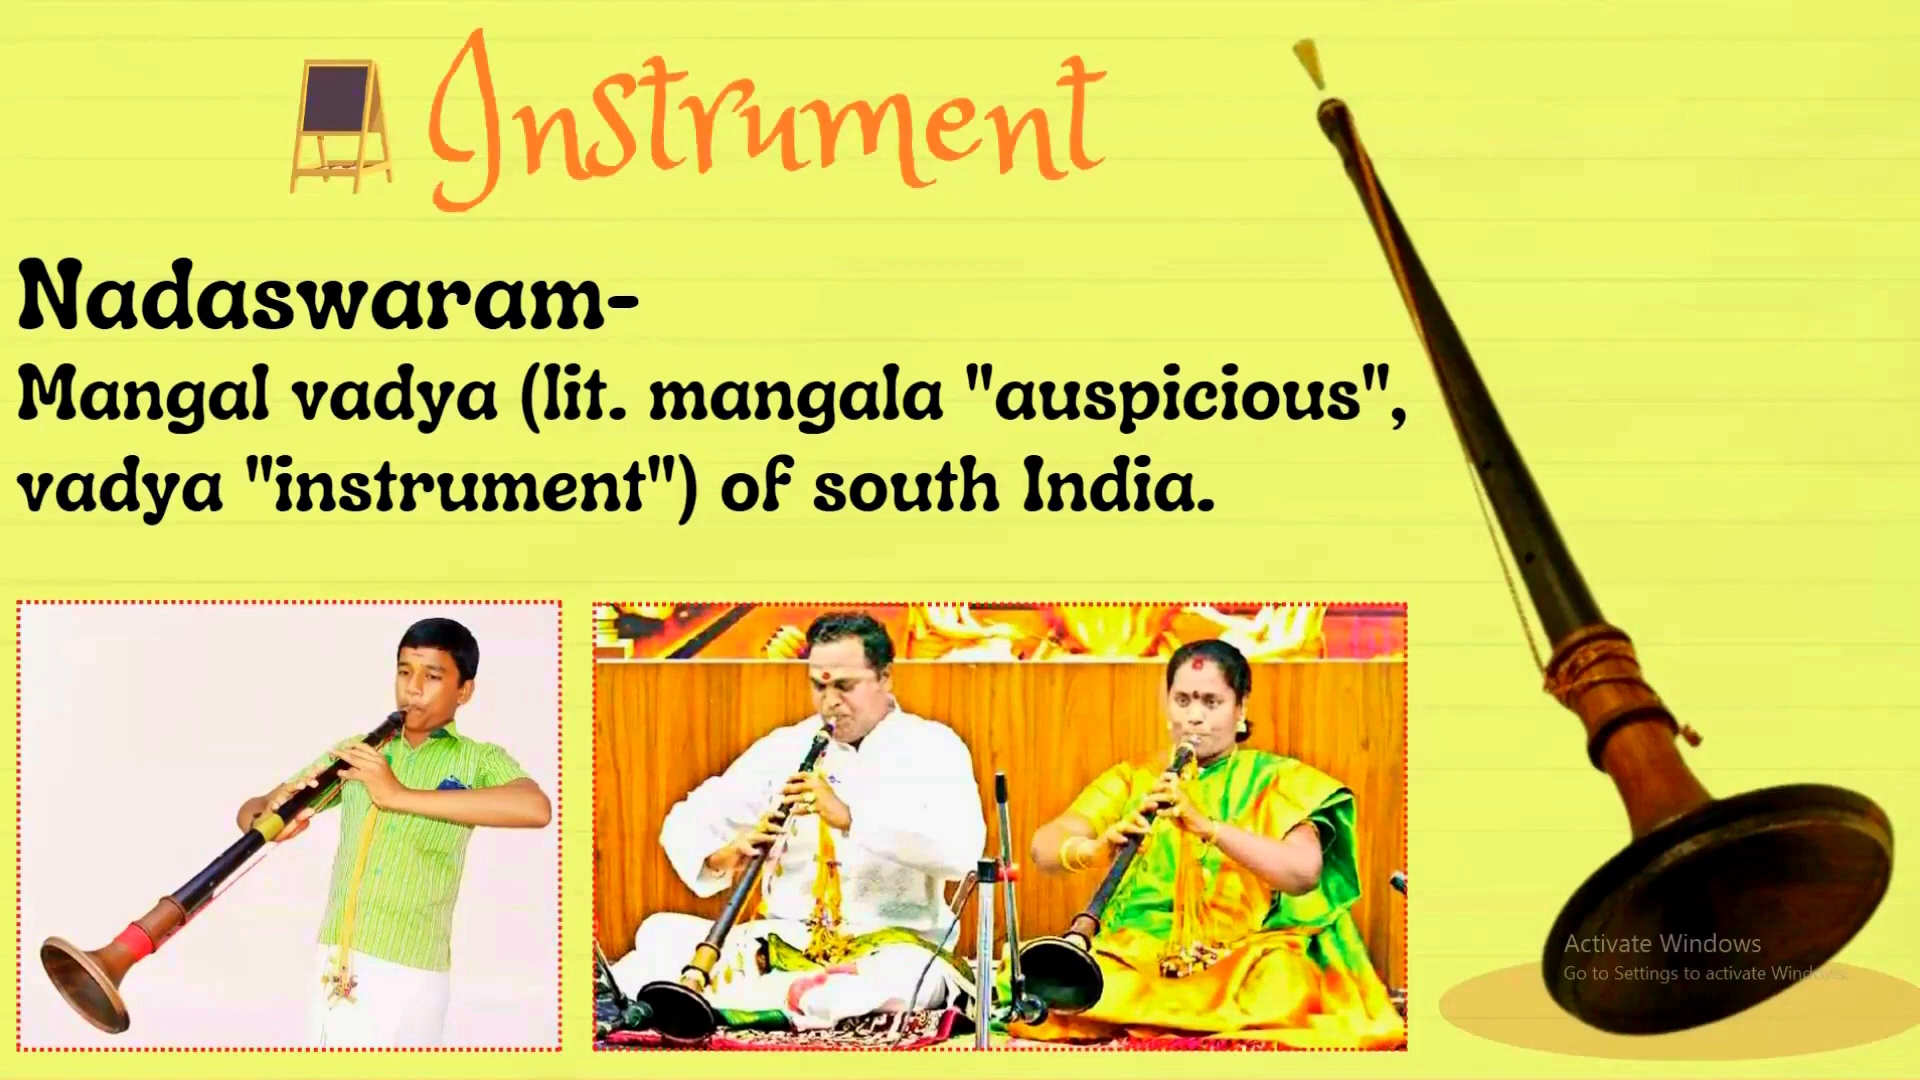 Instrument
Nadaswaram-
Mangal vadya (lit. mangala "auspicious",
vadya "instrument") of south India.
Activate Windows
Go to Settings to activate Windows.